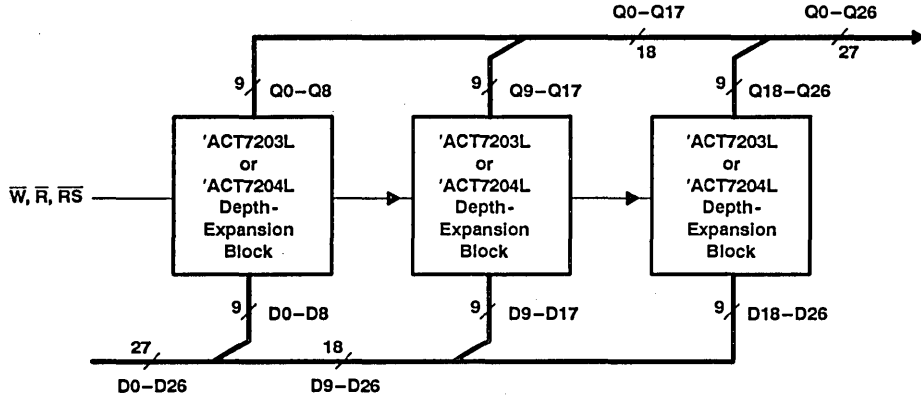 Q0–Q17
Q0–Q26
18
27
9
Q0–Q8
9
Q9–Q17
9
Q18–Q26
'ACT7203L
or
'ACT7204L
Depth-
Expansion
Block
'ACT7203L
or
'ACT7204L
Depth-
Expansion
Block
'ACT7203L
or
'ACT7204L
Depth-
Expansion
Block
W̅, R̅, R̅S̅
9
D0–D8
9
D9–D17
9
D18–D26
27
18
D0–D26
D9–D26